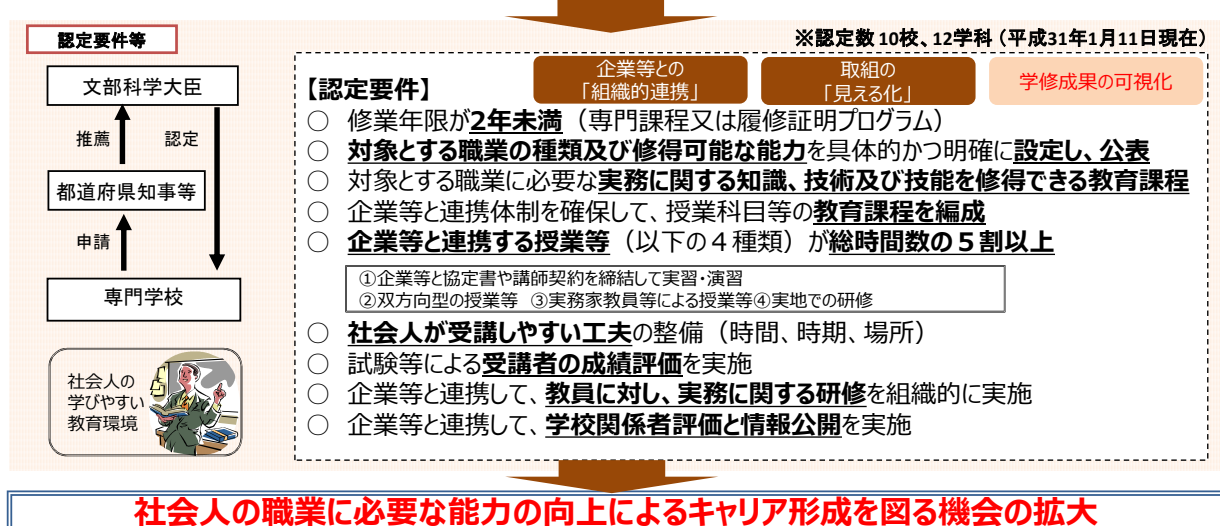 認定要件等
※認定数10校、12学科（平成31年1月11日現在）
文部科学大臣
推薦 認定
都道府県知事等
申請
専門学校
社会人の
学びやすい
教育環境
【認定要件】
企業等との
「組織的連携」
取組の
「見える化」
学修成果の可視化
○ 修業年限が2年未満（専門課程又は履修証明プログラム）
○ 対象とする職業の種類及び修得可能な能力を具体的かつ明確に設定し、公表
○ 対象とする職業に必要な実務に関する知識、技術及び技能を修得できる教育課程
○ 企業等と連携体制を確保して、授業科目等の教育課程を編成
○ 企業等と連携する授業等（以下の４種類）が総時間数の５割以上
①企業等と協定書や講師契約を締結して実習・演習
②双方向型の授業等 ③実務家教員等による授業等④実地での研修
○ 社会人が受講しやすい工夫の整備（時間、時期、場所）
○ 試験等による受講者の成績評価を実施
○ 企業等と連携して、教員に対し、実務に関する研修を組織的に実施
○ 企業等と連携して、学校関係者評価と情報公開を実施
社会人の職業に必要な能力の向上によるキャリア形成を図る機会の拡大